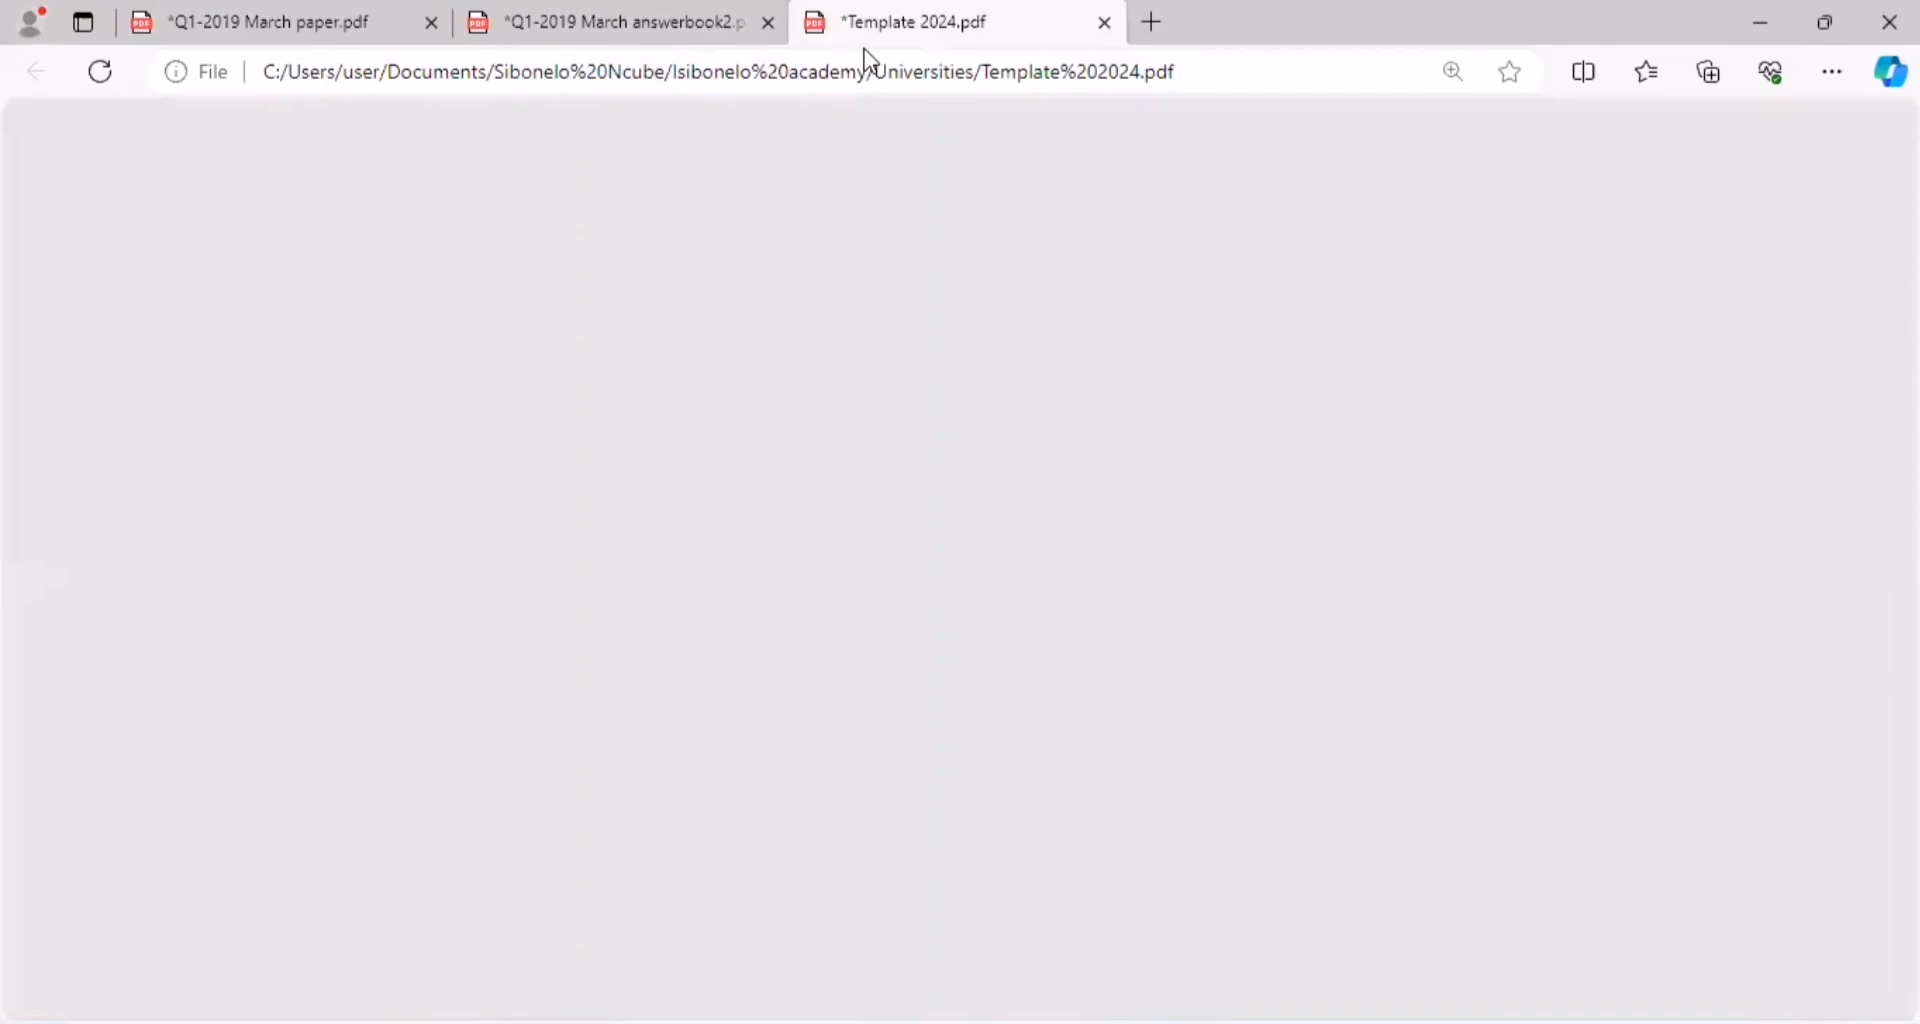 *Q1-2019 March paper.pdf
*Q1-2019 March answerbook2.p
*Template 2024.pdf
File
C:/Users/user/Documents/Sibonelo%20Ncube/Isibonelo%20academy/Universities/Template%202024.pdf